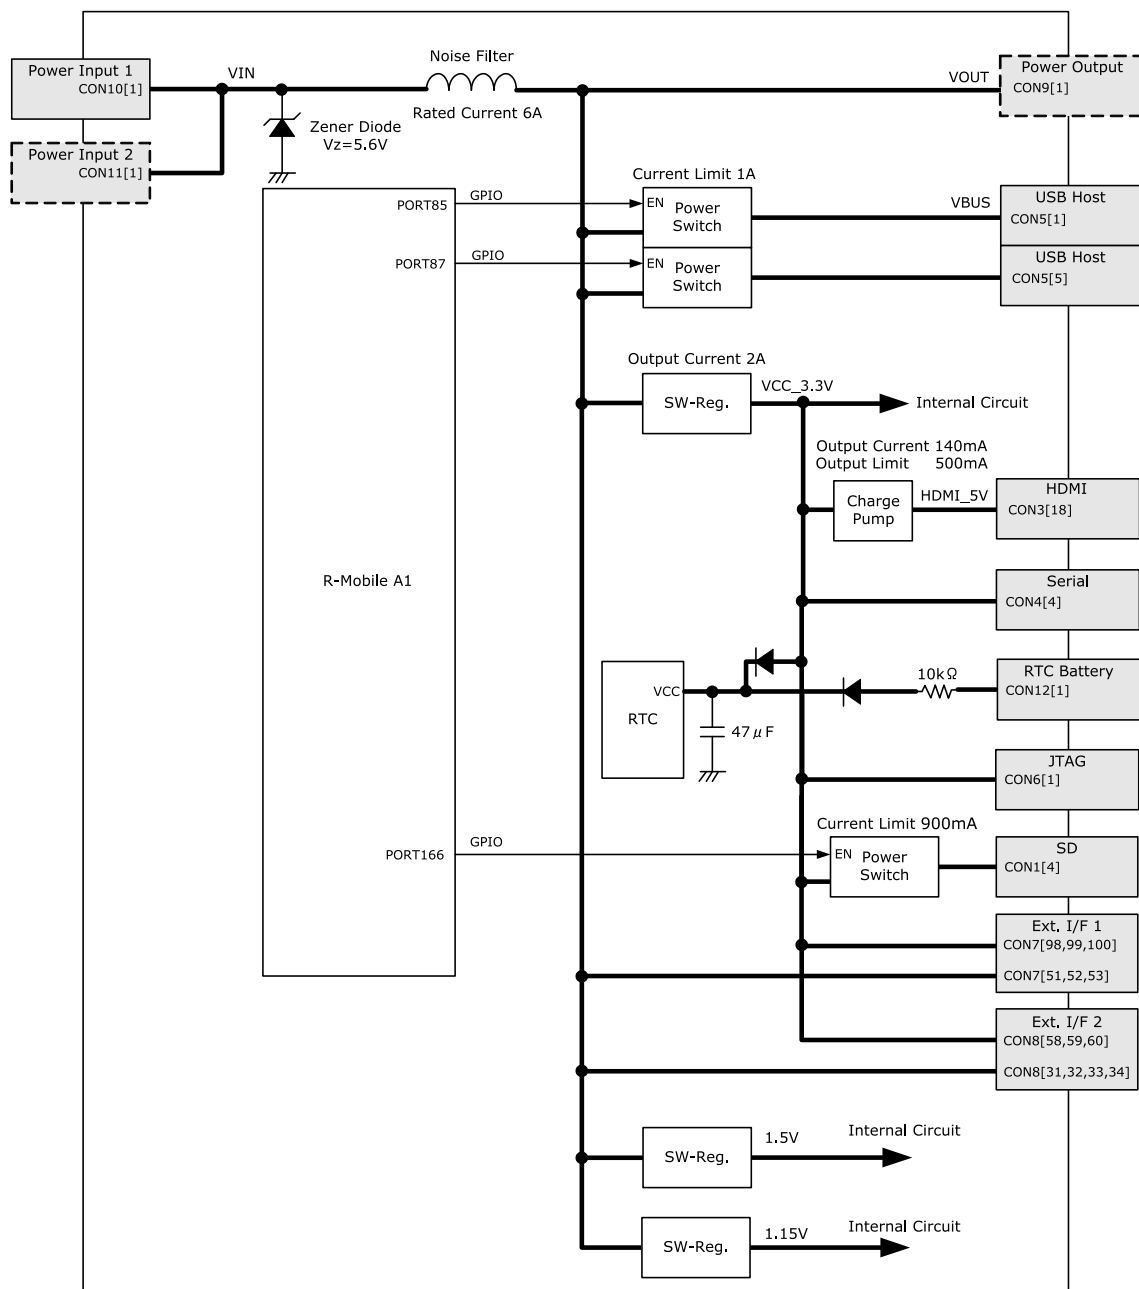 Noise Filter
Power Input 1
CON10[1]
VIN
VOUT
Power Output
CON9[1]
Rated Current 6A
Zener Diode
Vz=5.6V
Power Input 2
CON11[1]
Current Limit 1A
PORT85
GPIO
EN
Power
Switch
VBUS
USB Host
CON5[1]
PORT87
GPIO
EN
Power
Switch
USB Host
CON5[5]
Output Current 2A
SW-Reg.
VCC_3.3V
Internal Circuit
Output Current 140mA
Output Limit 500mA
Charge
Pump
HDMI_5V
HDMI
CON3[18]
R-Mobile A1
Serial
CON4[4]
RTC
VCC
47μF
10kΩ
RTC Battery
CON12[1]
JTAG
CON6[1]
Current Limit 900mA
PORT166
GPIO
EN
Power
Switch
SD
CON1[4]
Ext. I/F 1
CON7[98,99,100]
CON7[51,52,53]
Ext. I/F 2
CON8[58,59,60]
CON8[31,32,33,34]
SW-Reg.
1.5V
Internal Circuit
SW-Reg.
1.15V
Internal Circuit